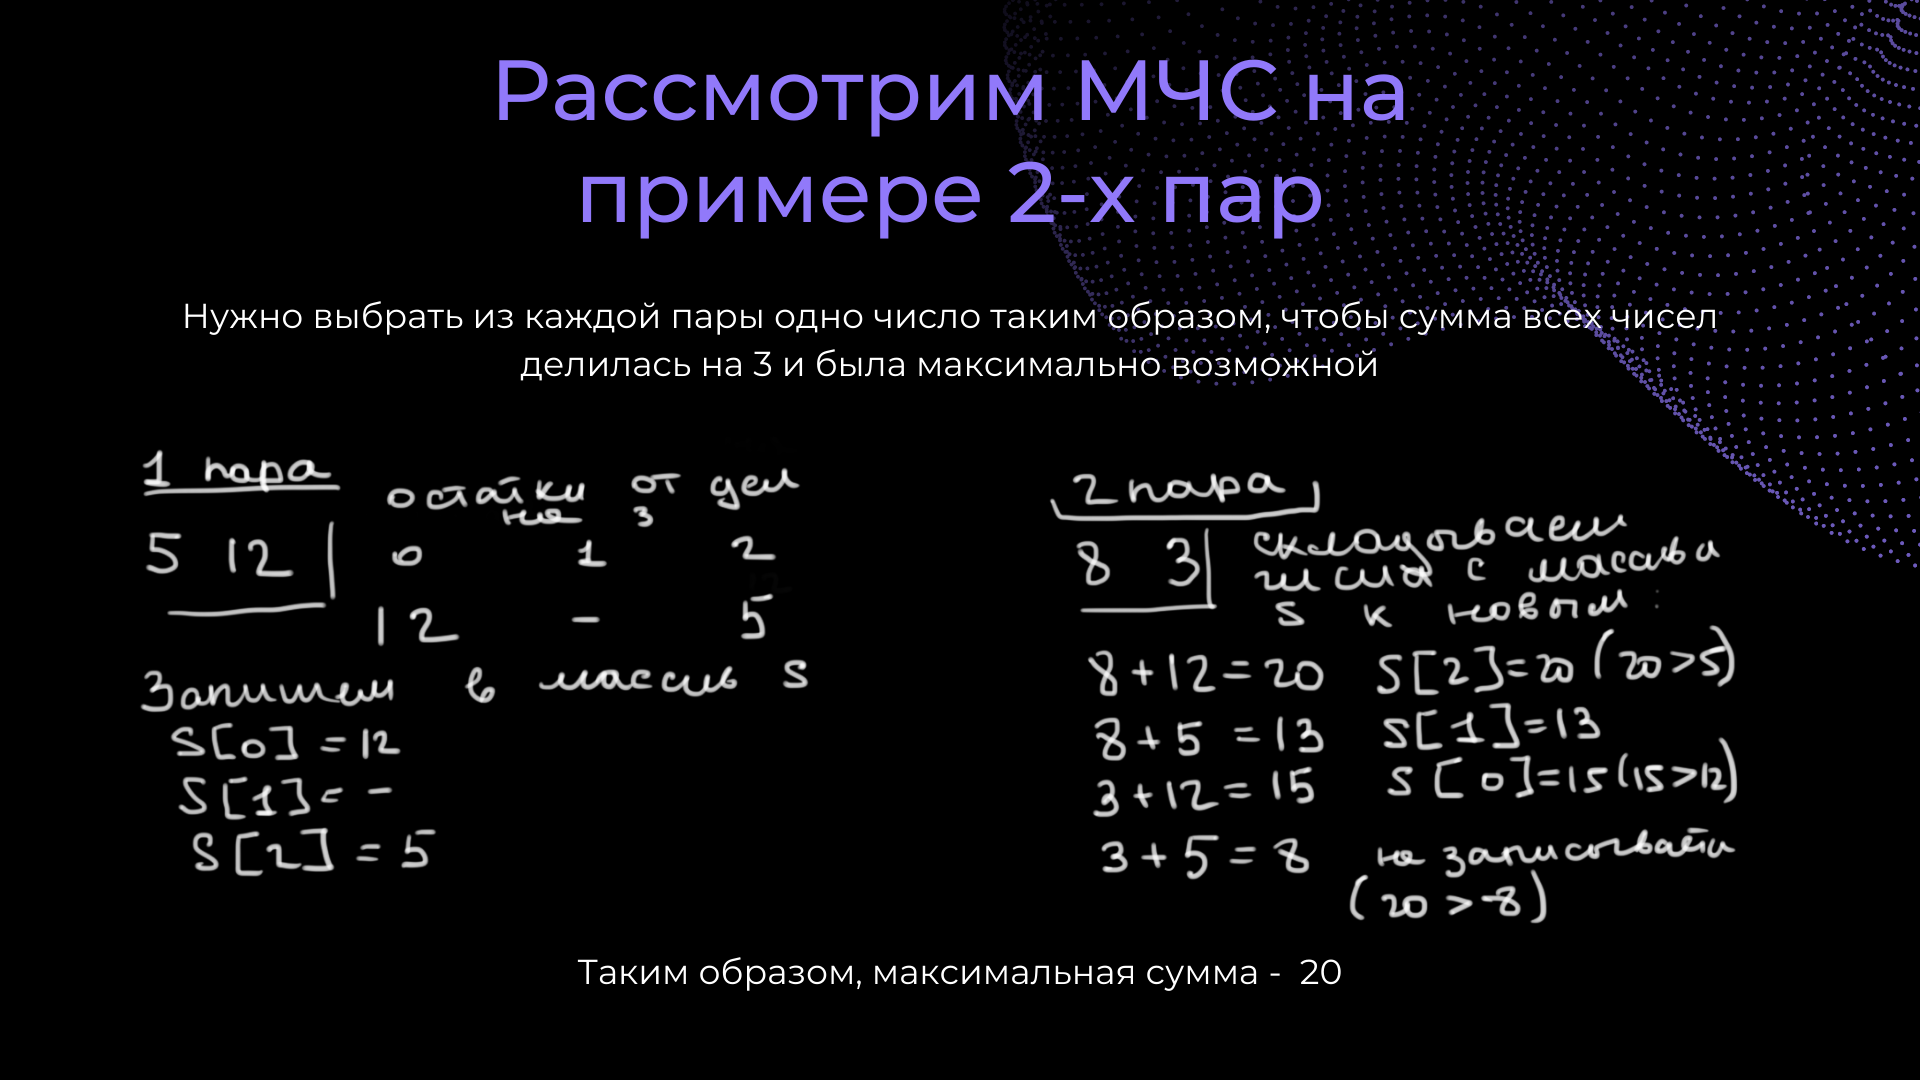 Рассмотрим МЧС на
примере 2-х пар
Нужно выбрать из каждой пары одно число таким образом, чтобы сумма всех чисел
делилась на 3 и была максимально возможной
1 пара
остатки от дел
на 3
5 12 0 1 2
12 - 5
Запишем в массив S
S[0] = 12
S[1] = -
S[2] = 5
2 пара
8 3
складываем
числа с массива
S к новым:
8 + 12 = 20 S[2] = 20 (20 > 5)
8 + 5 = 13 S[1] = 13
3 + 12 = 15 S[0] = 15 (15 > 12)
3 + 5 = 8 не записываем
(20 > 8)
Таким образом, максимальная сумма - 20